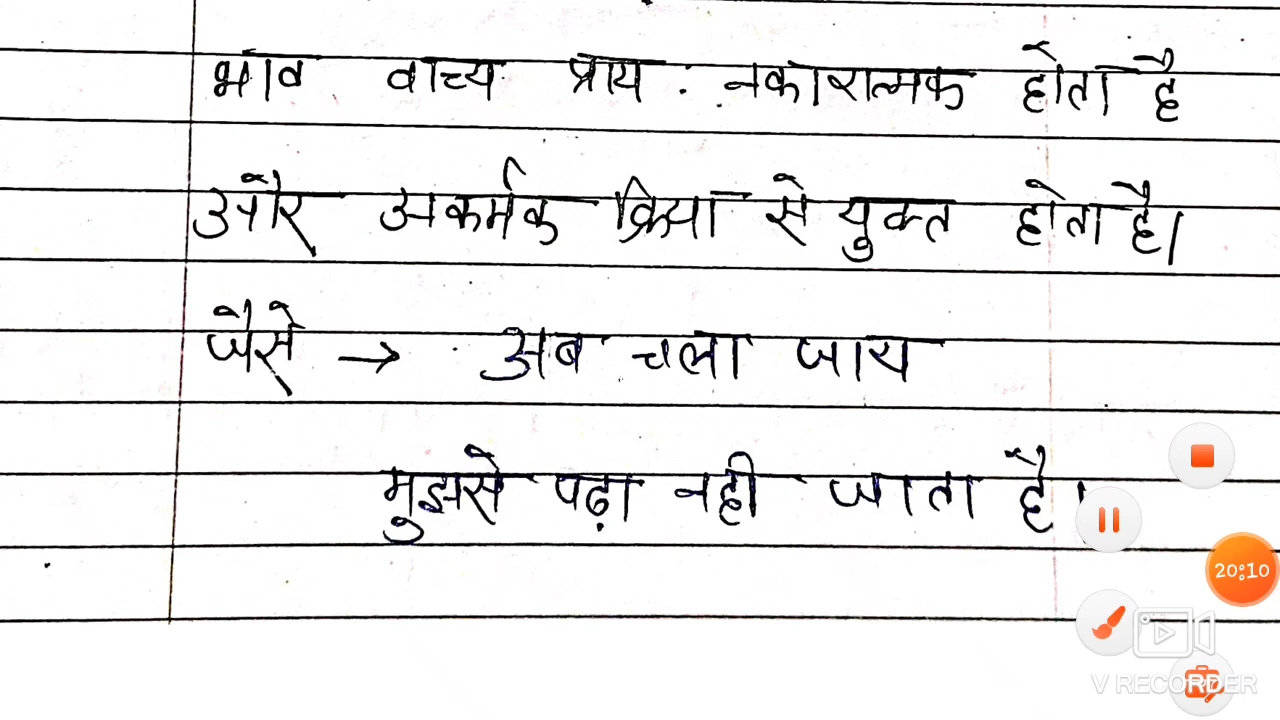 भाव वाच्य प्राय : नकारात्मक होता है
और अकर्मक क्रिया से युक्त होता है।
जैसे → अब चला जाय
मुझसे पढ़ा नही जाता है।
20:10
V RECORDER